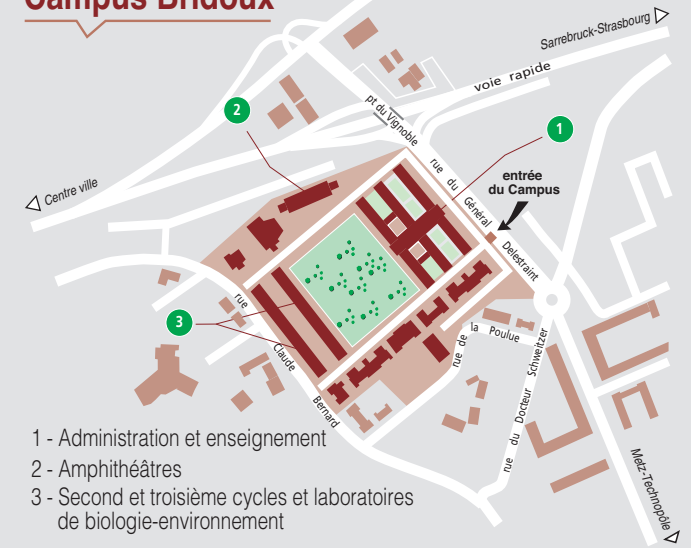 Campus Bridoux
Sarrebruck-Strasbourg
voie rapide
2
pt du Vignoble
1
rue du Général Delestraint
entrée
du Campus
Centre ville
3
rue Claude Bernard
rue de la Poulue
rue du Docteur Schweitzer
Metz-Technopôle
1 - Administration et enseignement
2 - Amphithéâtres
3 - Second et troisième cycles et laboratoires
de biologie-environnement